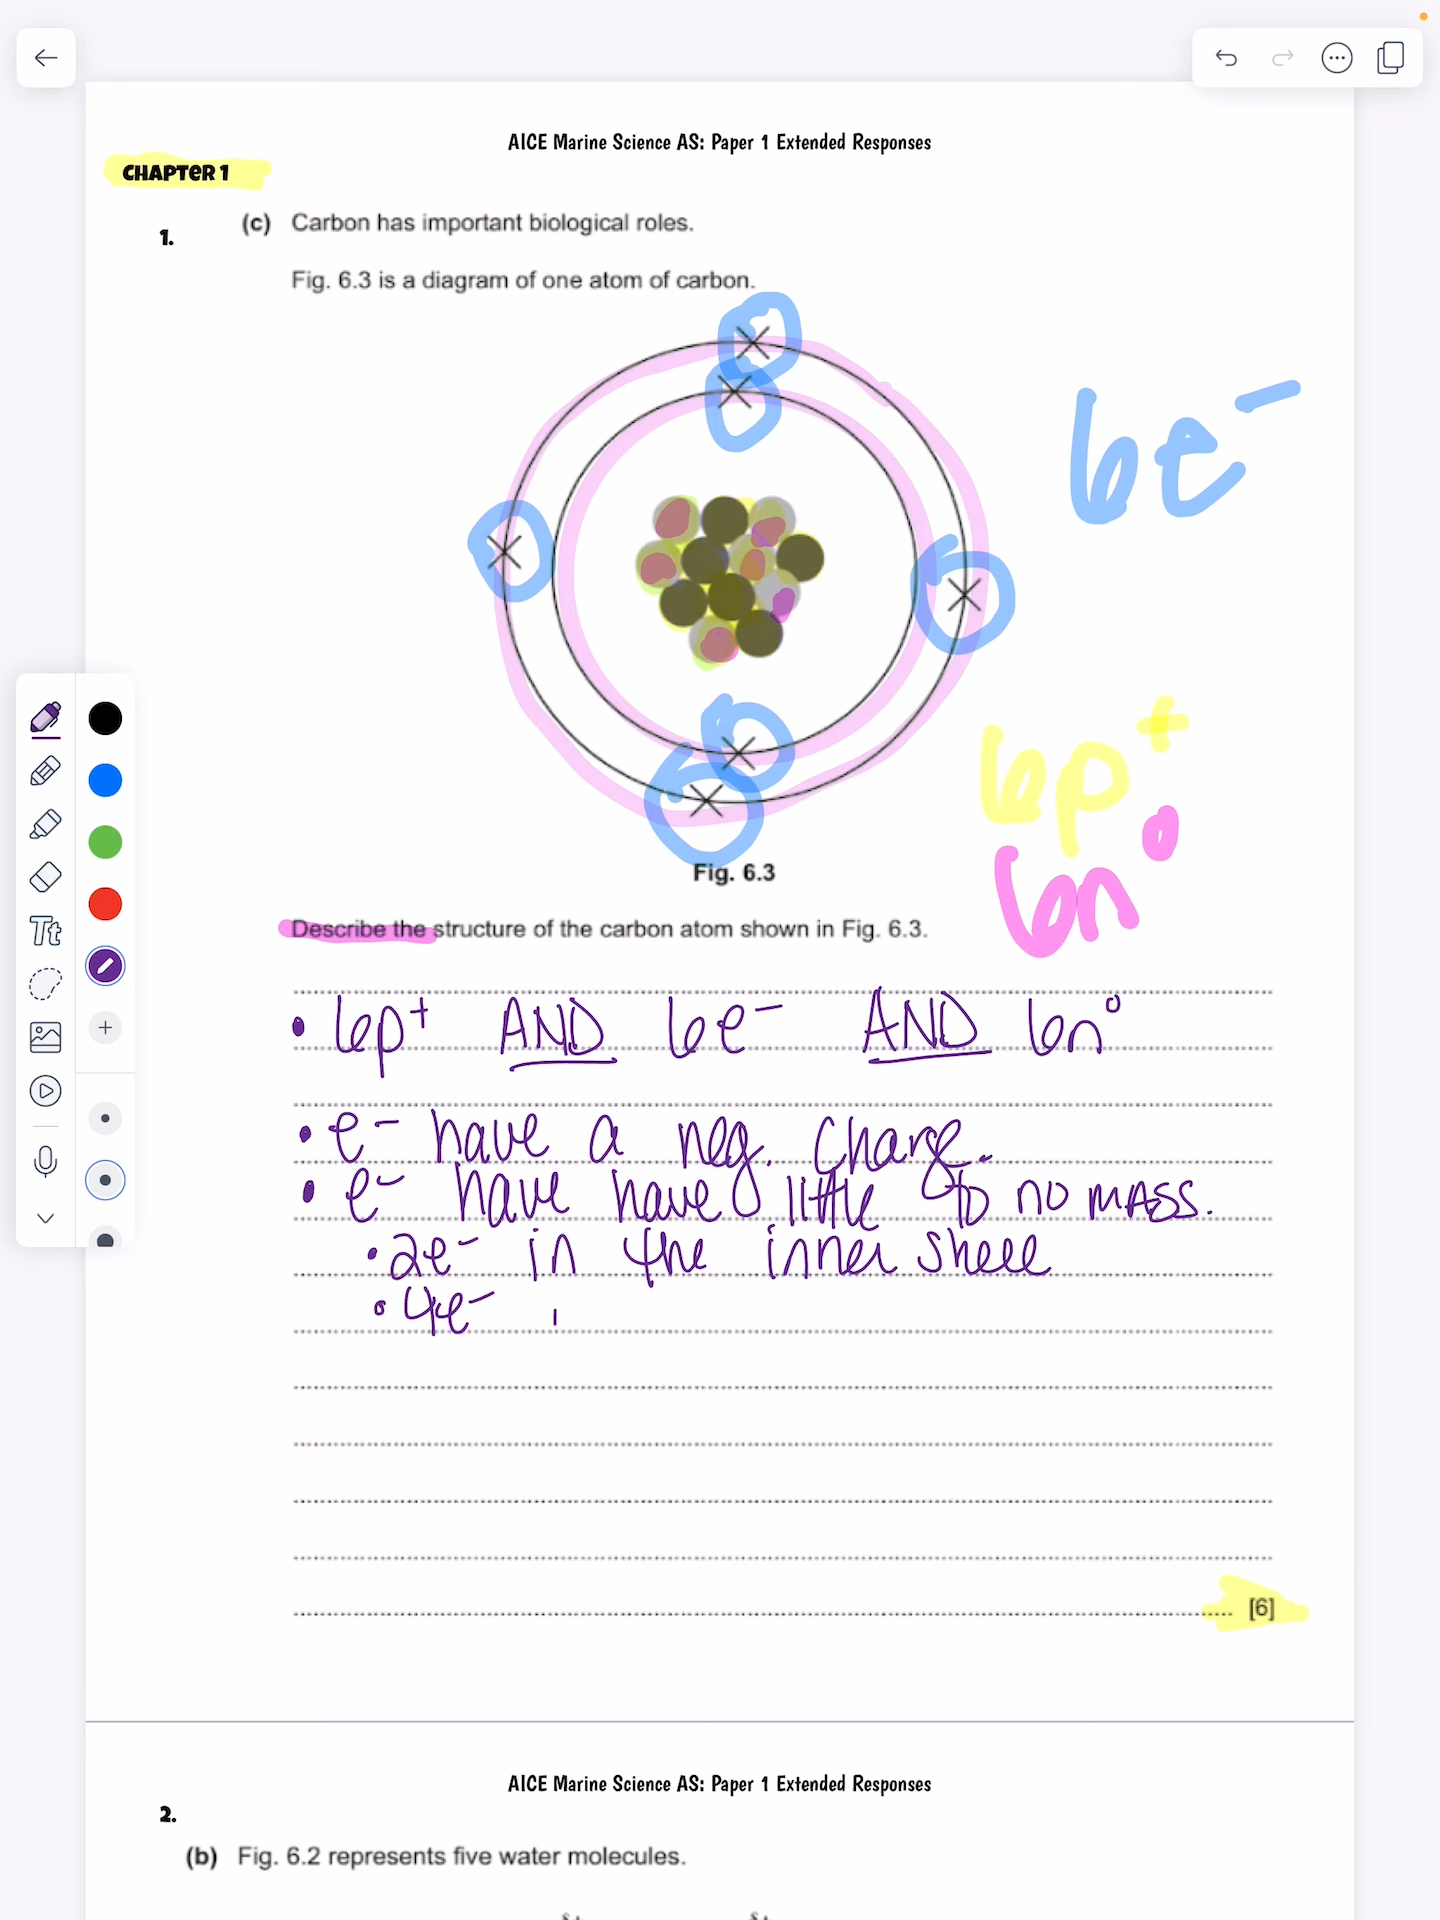 AICE Marine Science AS: Paper 1 Extended Responses
CHAPTER 1
1.
(c) Carbon has important biological roles.
Fig. 6.3 is a diagram of one atom of carbon.
6e⁻
6p⁺
6n⁰
Fig. 6.3
Describe the structure of the carbon atom shown in Fig. 6.3.
• 6p⁺ AND 6e⁻ AND 6n⁰
• e⁻ have a neg. charge.
• e⁻ have have little to no mass.
• 2e⁻ in the inner shell
• 4e⁻ ı
Tt
[6]
AICE Marine Science AS: Paper 1 Extended Responses
2.
(b) Fig. 6.2 represents five water molecules.